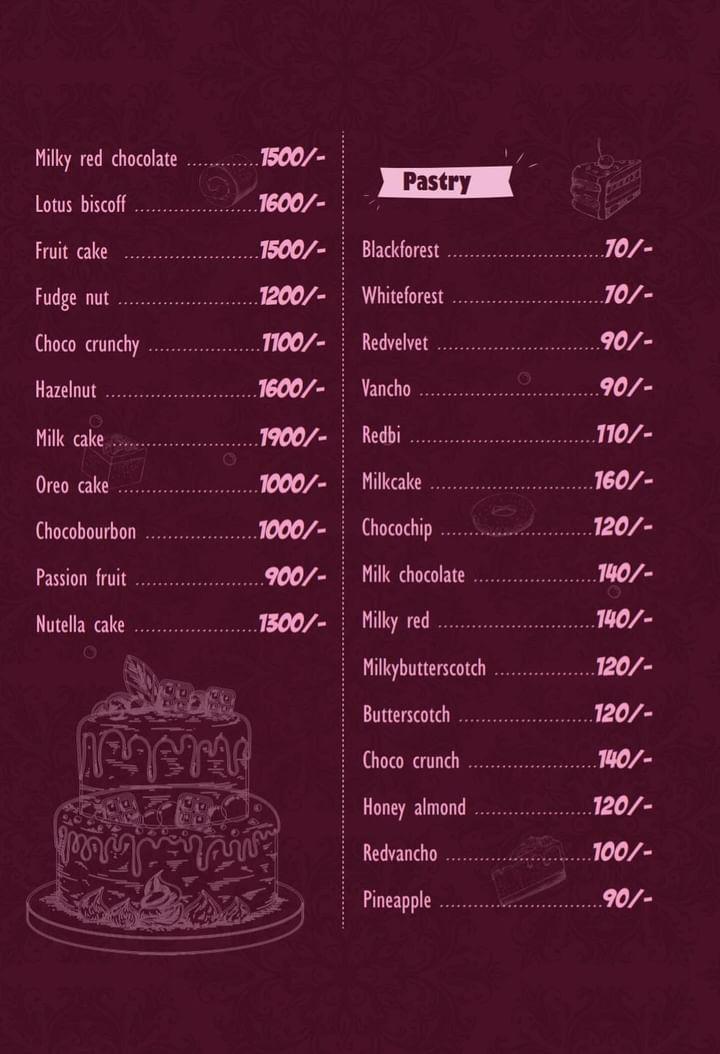 Milky red chocolate ...........1500/-
Lotus biscoff ...................1600/-
Fruit cake .....................1500/-
Fudge nut .....................1200/-
Choco crunchy .................1100/-
Hazelnut .......................1600/-
Milk cake.......................1900/-
Oreo cake .....................1000/-
Chocobourbon .................1000/-
Passion fruit ...................900/-
Nutella cake ...................1300/-
Pastry
Blackforest .......................70/-
Whiteforest .......................70/-
Redvelvet .........................90/-
Vancho ...........................90/-
Redbi ...........................110/-
Milkcake .......................160/-
Chocochip .......................120/-
Milk chocolate .................140/-
Milky red .......................140/-
Milkybutterscotch .............120/-
Butterscotch ...................120/-
Choco crunch .................140/-
Honey almond .................120/-
Redvancho .....................100/-
Pineapple .......................90/-